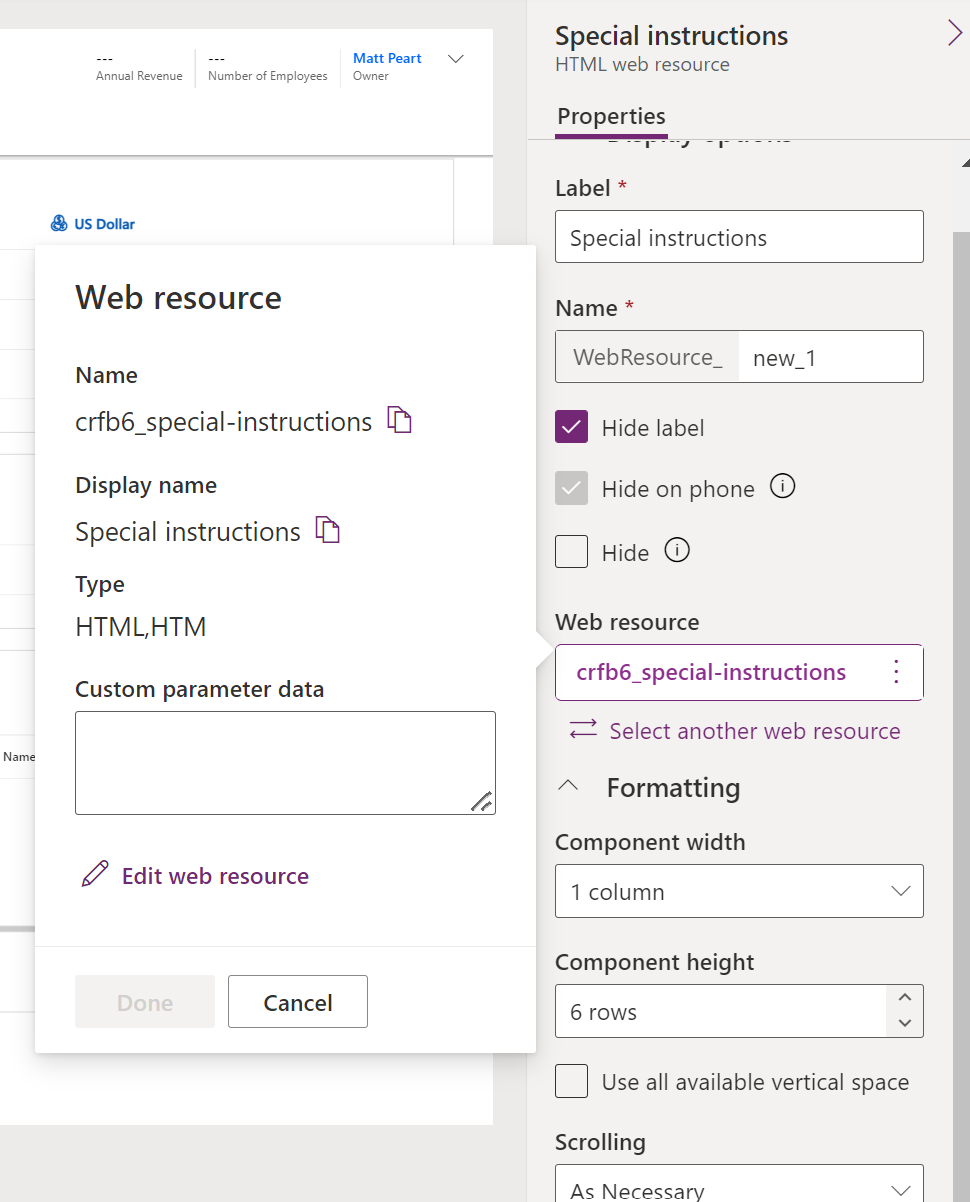 ---
Annual Revenue
---
Number of Employees
Matt Peart
Owner
US Dollar
Name
Web resource
Name
crfb6_special-instructions
Display name
Special instructions
Type
HTML,HTM
Custom parameter data
Edit web resource
Done
Cancel
Special instructions
HTML web resource
Properties
Display options
Label *
Special instructions
Name *
WebResource_ new_1
Hide label
Hide on phone
Hide
Web resource
crfb6_special-instructions
Select another web resource
Formatting
Component width
1 column
Component height
6 rows
Use all available vertical space
Scrolling
As Necessary